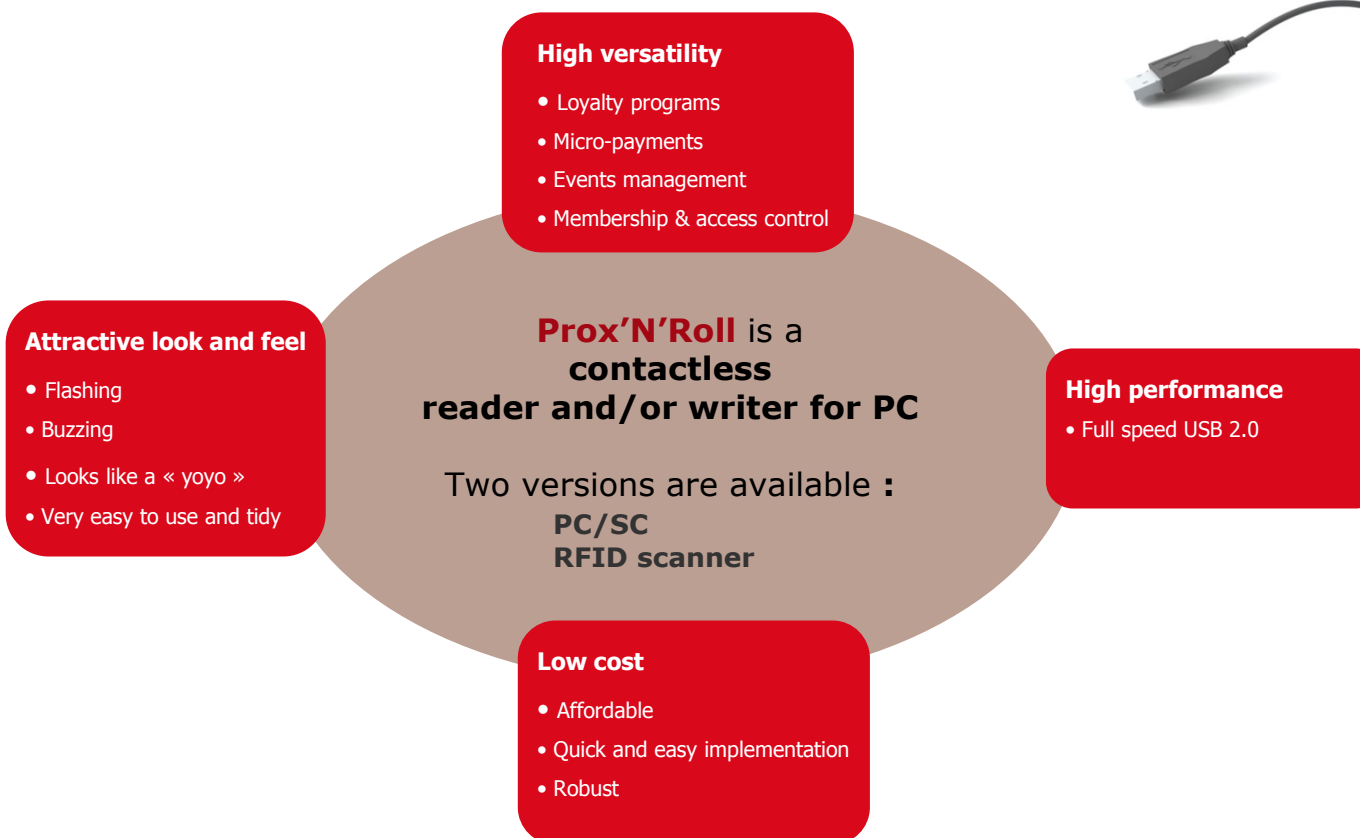 High versatility
• Loyalty programs
• Micro-payments
• Events management
• Membership & access control
Attractive look and feel
• Flashing
• Buzzing
• Looks like a « yoyo »
• Very easy to use and tidy
Prox’N’Roll is a
contactless
reader and/or writer for PC
Two versions are available :
PC/SC
RFID scanner
High performance
• Full speed USB 2.0
Low cost
• Affordable
• Quick and easy implementation
• Robust